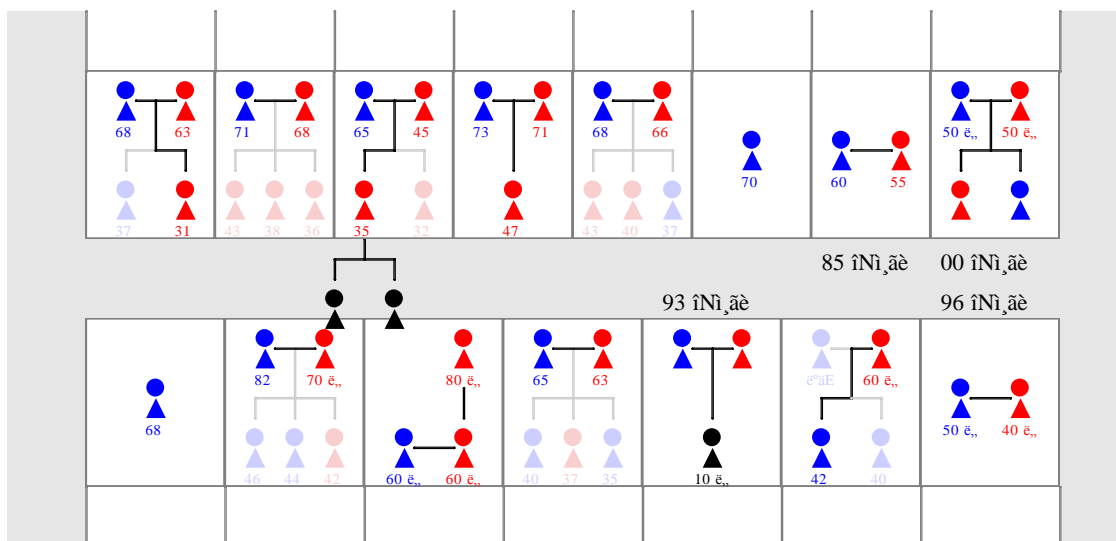 68 63 71 68 65 45 73 71 68 66 50 ë„ 50 ë„
70 60 55
37 31 43 38 36 35 32 47 43 40 37
85 îNì¸ãè 00 îNì¸ãè
93 îNì¸ãè 96 îNì¸ãè
82 70 ë„ 80 ë„ 65 63 ë°äE 60 ë„
68 50 ë„ 40 ë„
46 44 42 60 ë„ 60 ë„ 40 37 35 10 ë„ 42 40